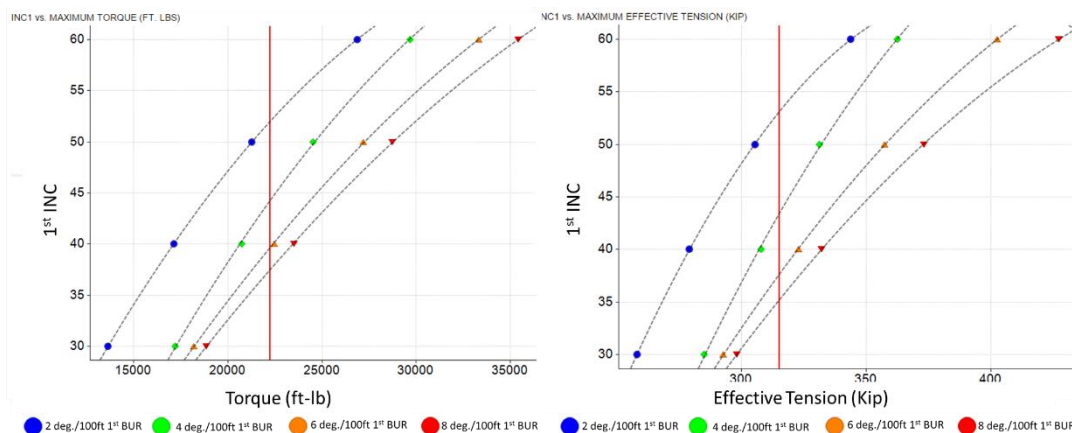 INC1 vs. MAXIMUM TORQUE (FT. LBS)
60
55
50
45
40
35
30
1st INC
15000 20000 25000 30000 35000
Torque (ft-lb)
2 deg./100ft 1st BUR 4 deg./100ft 1st BUR 6 deg./100ft 1st BUR 8 deg./100ft 1st BUR
INC1 vs. MAXIMUM EFFECTIVE TENSION (KIP)
60
55
50
45
40
35
30
1st INC
300 350 400
Effective Tension (Kip)
2 deg./100ft 1st BUR 4 deg./100ft 1st BUR 6 deg./100ft 1st BUR 8 deg./100ft 1st BUR